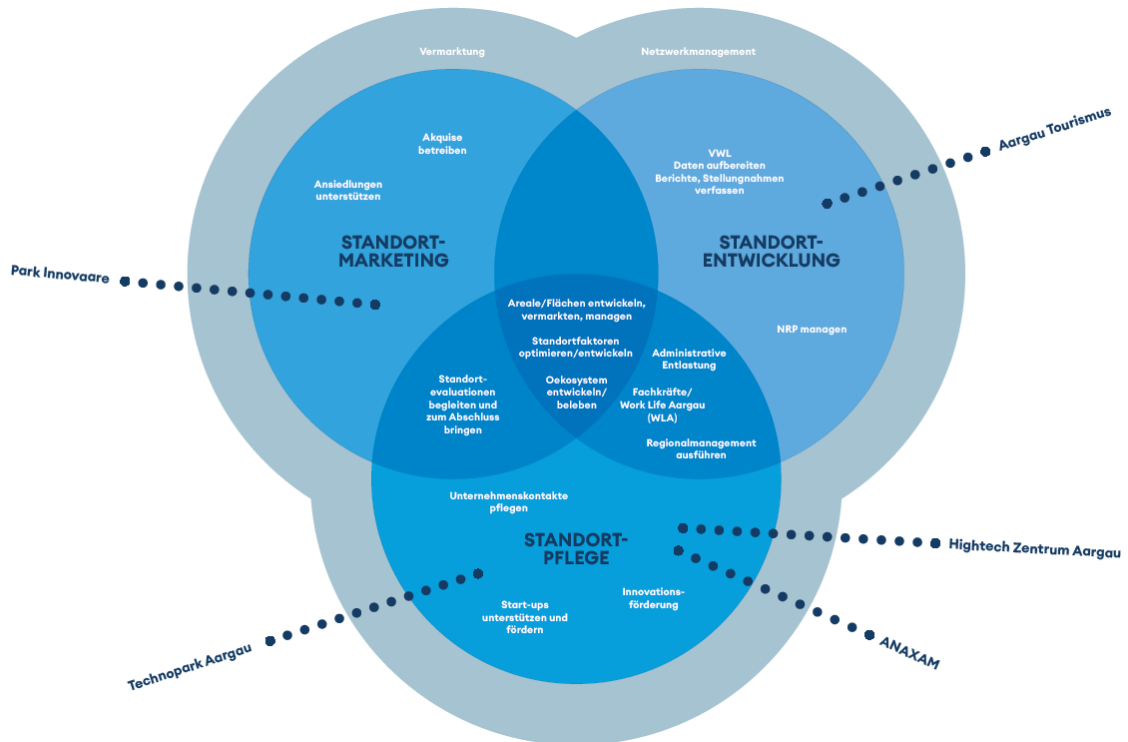 Vermarktung
Netzwerkmanagement
Aargau Tourismus
Akquise
betreiben
VWL
Daten aufbereiten
Berichte, Stellungnahmen
verfassen
Ansiedlungen
unterstützen
STANDORT-
MARKETING
STANDORT-
ENTWICKLUNG
Park Innovaare
Areale/Flächen entwickeln,
vermarkten, managen
NRP managen
Standortfaktoren
optimieren/entwickeln
Administrative
Entlastung
Standort-
evaluationen
begleiten und
zum Abschluss
bringen
Oekosystem
entwickeln/
beleben
Fachkräfte/
Work Life Aargau
(WLA)
Regionalmanagement
ausführen
Unternehmenskontakte
pflegen
STANDORT-
PFLEGE
Hightech Zentrum Aargau
Innovations-
förderung
Start-ups
unterstützen und
fördern
Technopark Aargau
ANAXAM